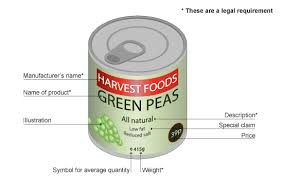 * These are a legal requirement
Manufacturer's name*
Name of product*
Illustration
HARVEST FOODS
GREEN PEAS
All natural
Low fat
Reduced salt
39p
e 415g
Description*
Special claim
Price
Symbol for average quantity
Weight*